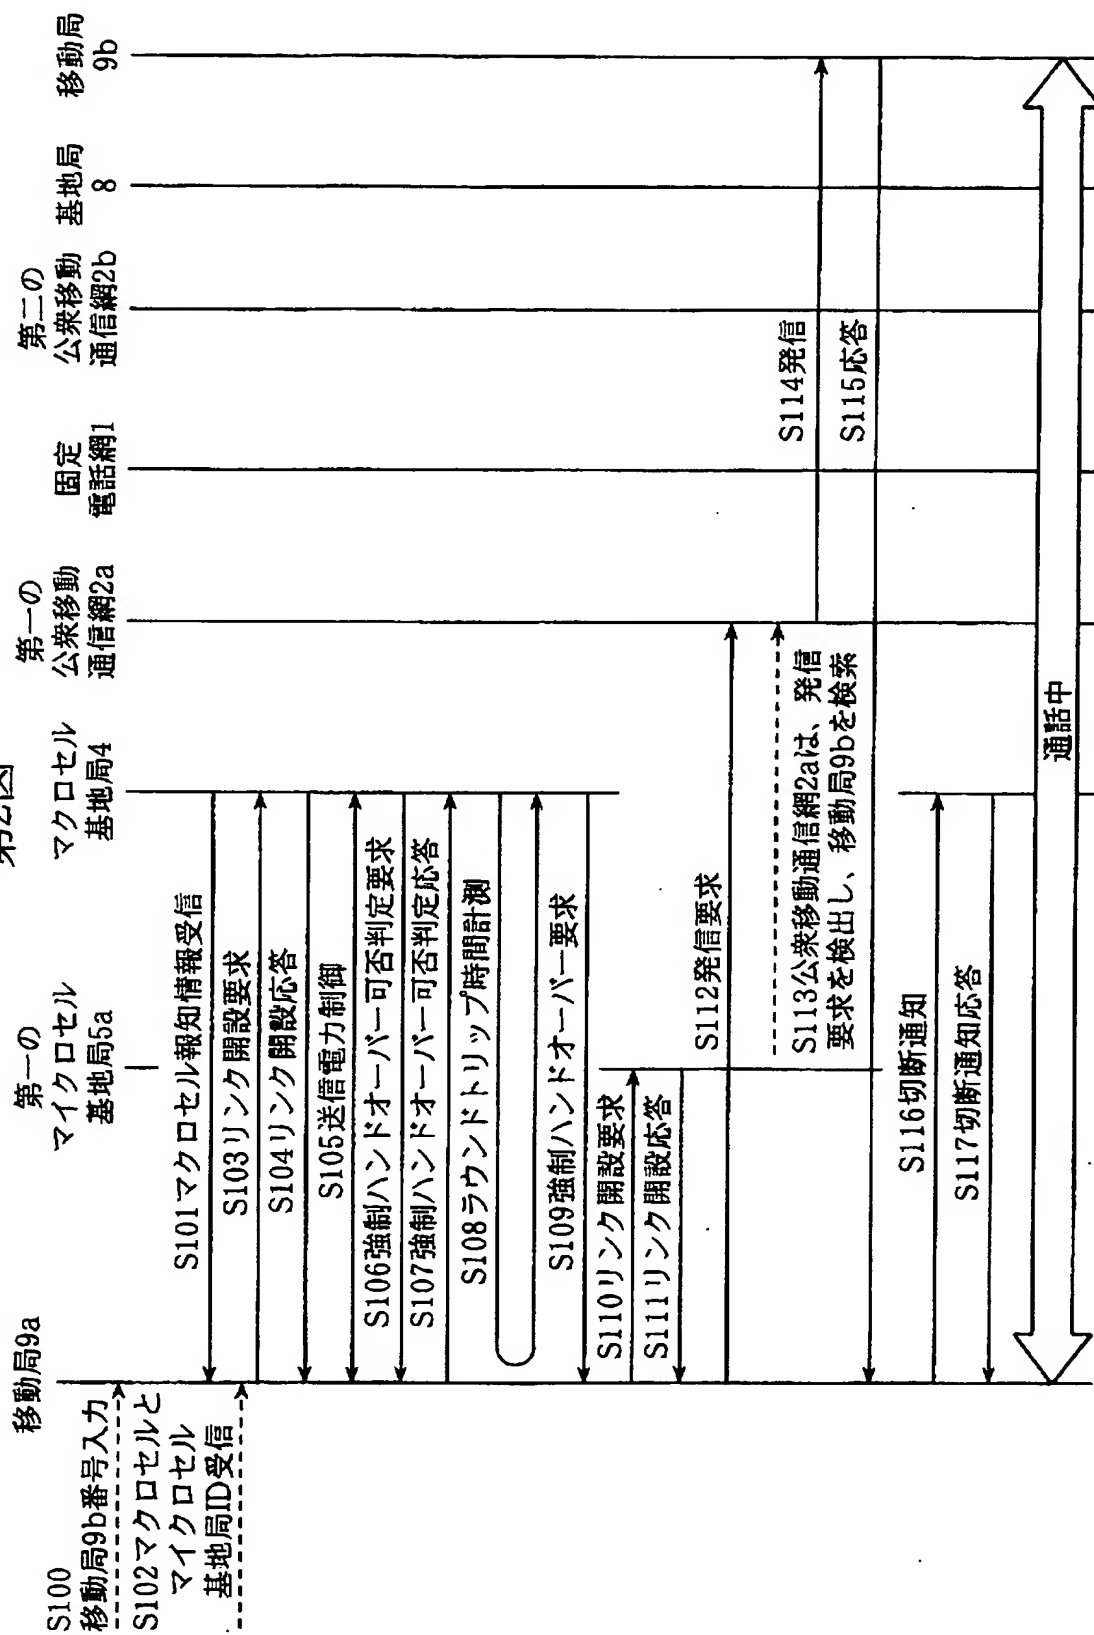 第2図
移動局9a
第一の
マイクロセル
基地局5a
マクロセル
基地局4
第一の
公衆移動
通信網2a
固定
電話網1
第二の
公衆移動
通信網2b
基地局
8
移動局
9b
S100
移動局9b番号入力
S101マクロセル報知情報受信
S102マクロセルと
マイクロセル
基地局ID受信
S103リンク開設要求
S104リンク開設応答
S105送信電力制御
S106強制ハンドオーバー可否判定要求
S107強制ハンドオーバー可否判定応答
S108ラウンドトリップ時間計測
S109強制ハンドオーバー要求
S110リンク開設要求
S111リンク開設応答
S112発信要求
S113公衆移動通信網2aは、発信
要求を検出し、移動局9bを検索
S114発信
S115応答
S116切断通知
S117切断通知応答
通話中